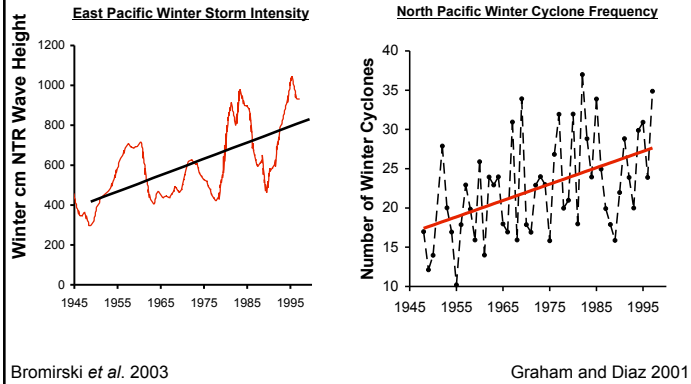 East Pacific Winter Storm Intensity
Winter cm NTR Wave Height
1200
1000
800
600
400
200
0
1945 1955 1965 1975 1985 1995
North Pacific Winter Cyclone Frequency
Number of Winter Cyclones
40
35
30
25
20
15
10
1945 1955 1965 1975 1985 1995
Bromirski et al. 2003
Graham and Diaz 2001